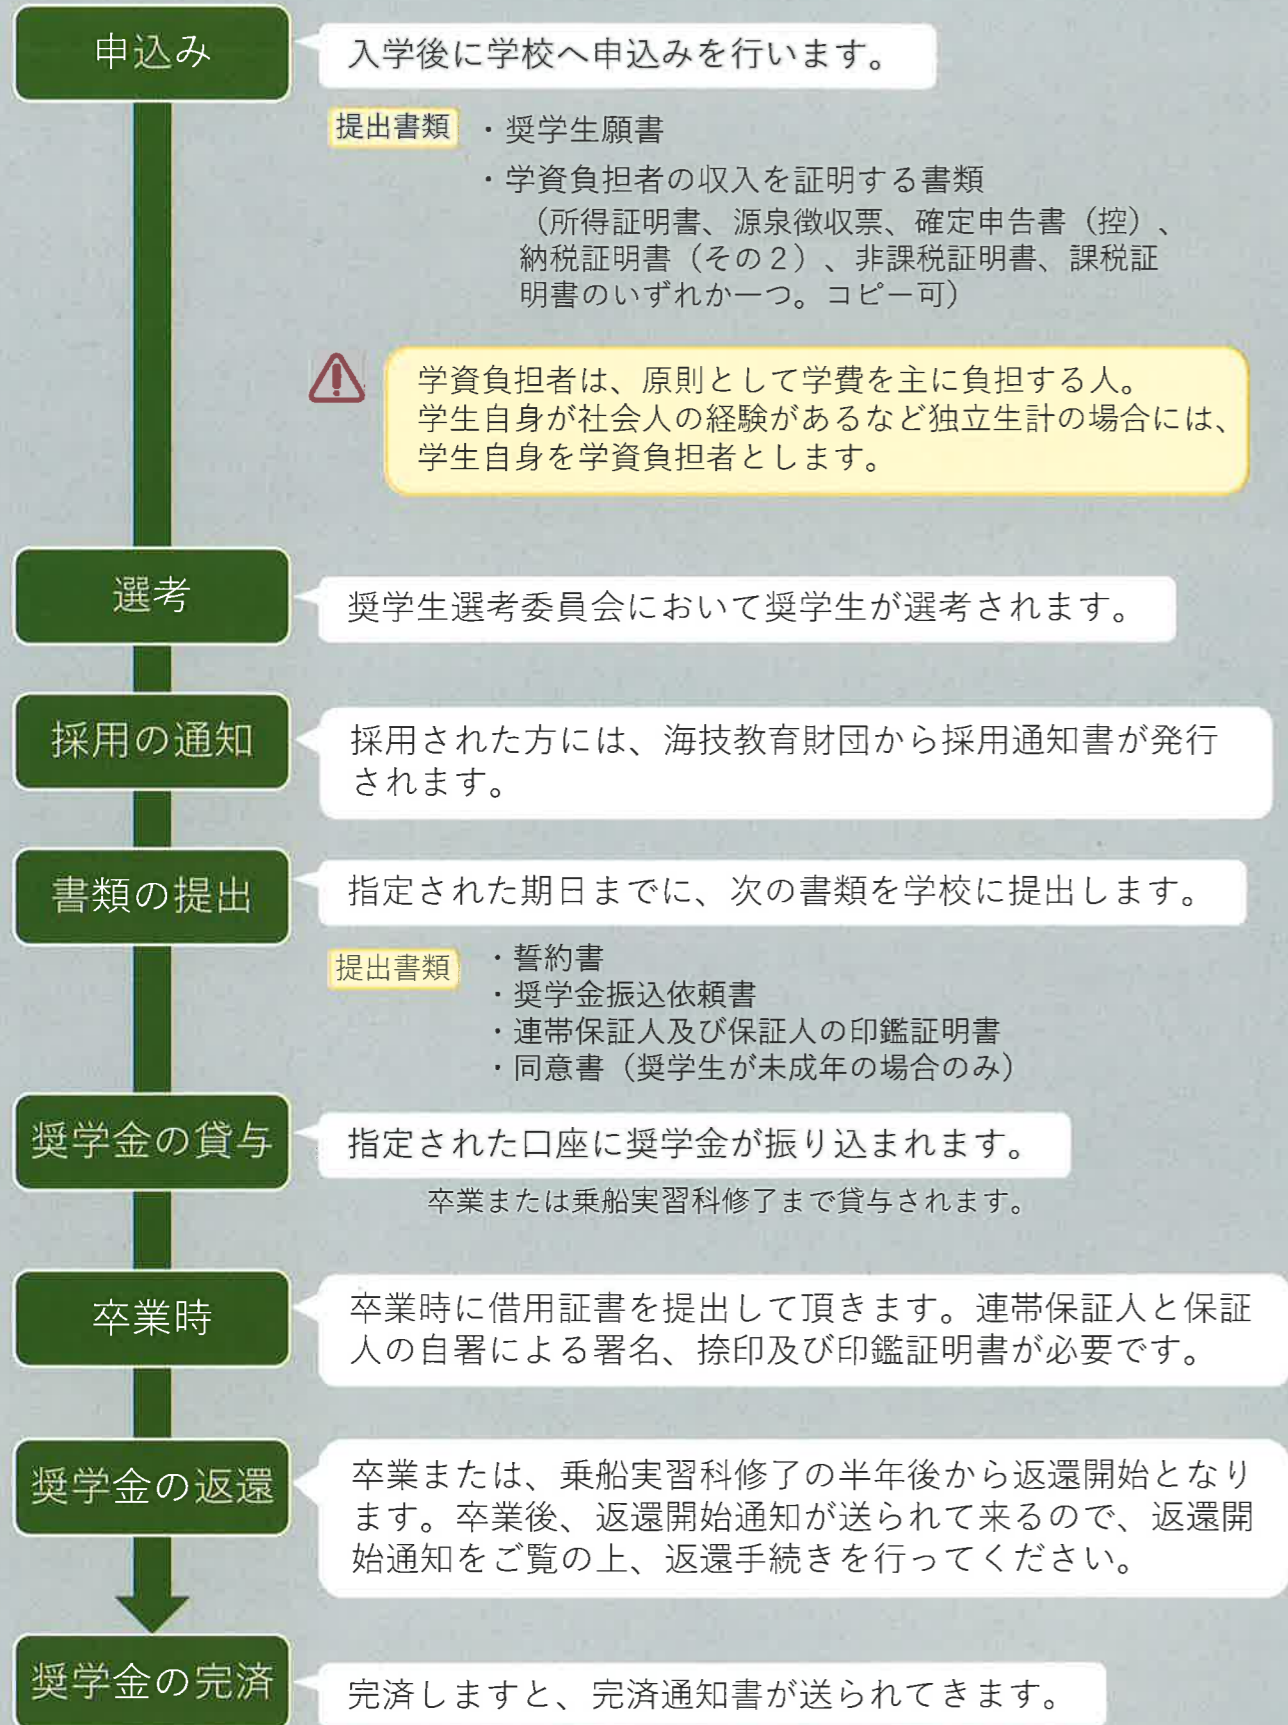 申込み
入学後に学校へ申込みを行います。
提出書類
・奨学生願書
・学資負担者の収入を証明する書類
（所得証明書、源泉徴収票、確定申告書（控）、
納税証明書（その２）、非課税証明書、課税証
明書のいずれか一つ。コピー可）
学資負担者は、原則として学費を主に負担する人。
学生自身が社会人の経験があるなど独立生計の場合には、
学生自身を学資負担者とします。
選考
奨学生選考委員会において奨学生が選考されます。
採用の通知
採用された方には、海技教育財団から採用通知書が発行
されます。
書類の提出
指定された期日までに、次の書類を学校に提出します。
提出書類
・誓約書
・奨学金振込依頼書
・連帯保証人及び保証人の印鑑証明書
・同意書（奨学生が未成年の場合のみ）
奨学金の貸与
指定された口座に奨学金が振り込まれます。
卒業または乗船実習科修了まで貸与されます。
卒業時
卒業時に借用証書を提出して頂きます。連帯保証人と保証
人の自署による署名、捺印及び印鑑証明書が必要です。
奨学金の返還
卒業または、乗船実習科修了の半年後から返還開始となり
ます。卒業後、返還開始通知が送られて来るので、返還開
始通知をご覧の上、返還手続きを行ってください。
奨学金の完済
完済しますと、完済通知書が送られてきます。